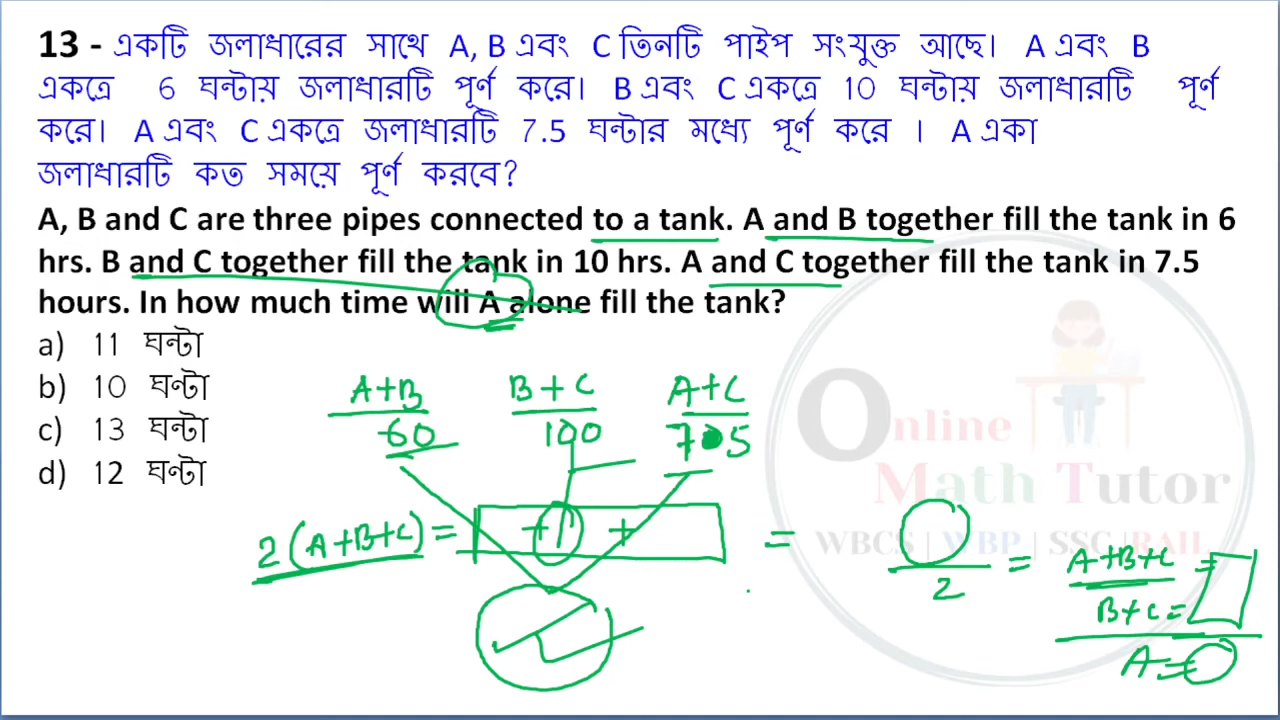 13 - একটি জলাধারের সাথে A, B এবং C তিনটি পাইপ সংযুক্ত আছে। A এবং B
একত্রে 6 ঘন্টায় জলাধারটি পূর্ণ করে। B এবং C একত্রে 10 ঘন্টায় জলাধারটি পূর্ণ
করে। A এবং C একত্রে জলাধারটি 7.5 ঘন্টার মধ্যে পূর্ণ করে । A একা
জলাধারটি কত সময়ে পূর্ণ করবে?
A, B and C are three pipes connected to a tank. A and B together fill the tank in 6
hrs. B and C together fill the tank in 10 hrs. A and C together fill the tank in 7.5
hours. In how much time will A alone fill the tank?
a) 11 ঘন্টা
b) 10 ঘণ্টা
c) 13 ঘণ্টা
d) 12 ঘণ্টা
A+B B+C A+C
60 100 7.5
Online
Math Tutor
WBCS | WBP | SSC |RAIL
2(A+B+C) = + + = = A+B+C =
2
B+C =
A =